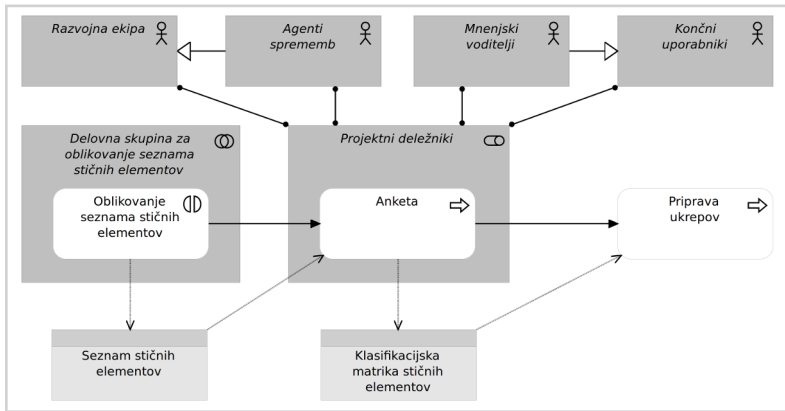 Razvojna ekipa
Agenti
sprememb
Mnenjski
voditelji
Končni
uporabniki
Delovna skupina za
oblikovanje seznama
stičnih elementov
Projektni deležniki
Oblikovanje
seznama stičnih
elementov
Anketa
Priprava
ukrepov
Seznam stičnih
elementov
Klasifikacijska
matrika stičnih
elementov